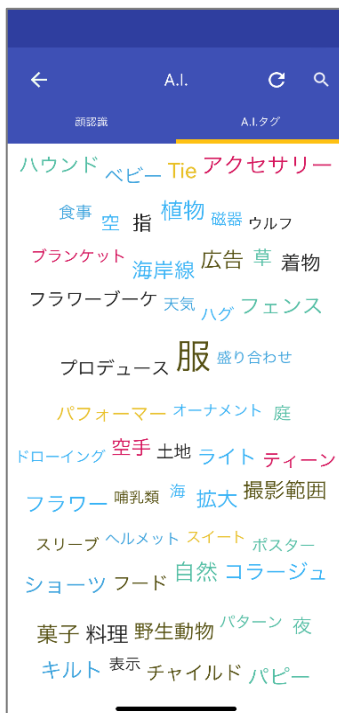 A.I.
顔認識 A.I.タグ
ハウンド ベビー Tie アクセサリー
食事 空 指 植物 磁器 ウルフ
ブランケット 海岸線 広告 草 着物
フラワーブーケ 天気 ハグ フェンス
プロデュース 服 盛り合わせ
パフォーマー オーナメント 庭
ドローイング 空手 土地 ライト ティーン
フラワー 哺乳類 海 拡大 撮影範囲
スリーブ ヘルメット スイート ポスター
ショーツ フード 自然 コラージュ
菓子 料理 野生動物 パターン 夜
キルト 表示 チャイルド パピー